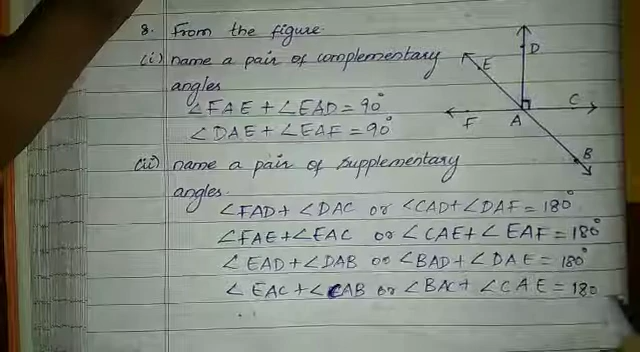 8. From the figure
(i) name a pair of complementary
angles
∠FAE + ∠EAD = 90°
∠DAE + ∠EAF = 90°
(ii) name a pair of supplementary
angles.
∠FAD + ∠DAC or ∠CAD + ∠DAF = 180°
∠FAE + ∠EAC or ∠CAE + ∠EAF = 180°
∠EAD + ∠DAB or ∠BAD + ∠DAE = 180°
∠EAC + ∠CAB or ∠BAC + ∠CAE = 180
D
E
C
F
A
B